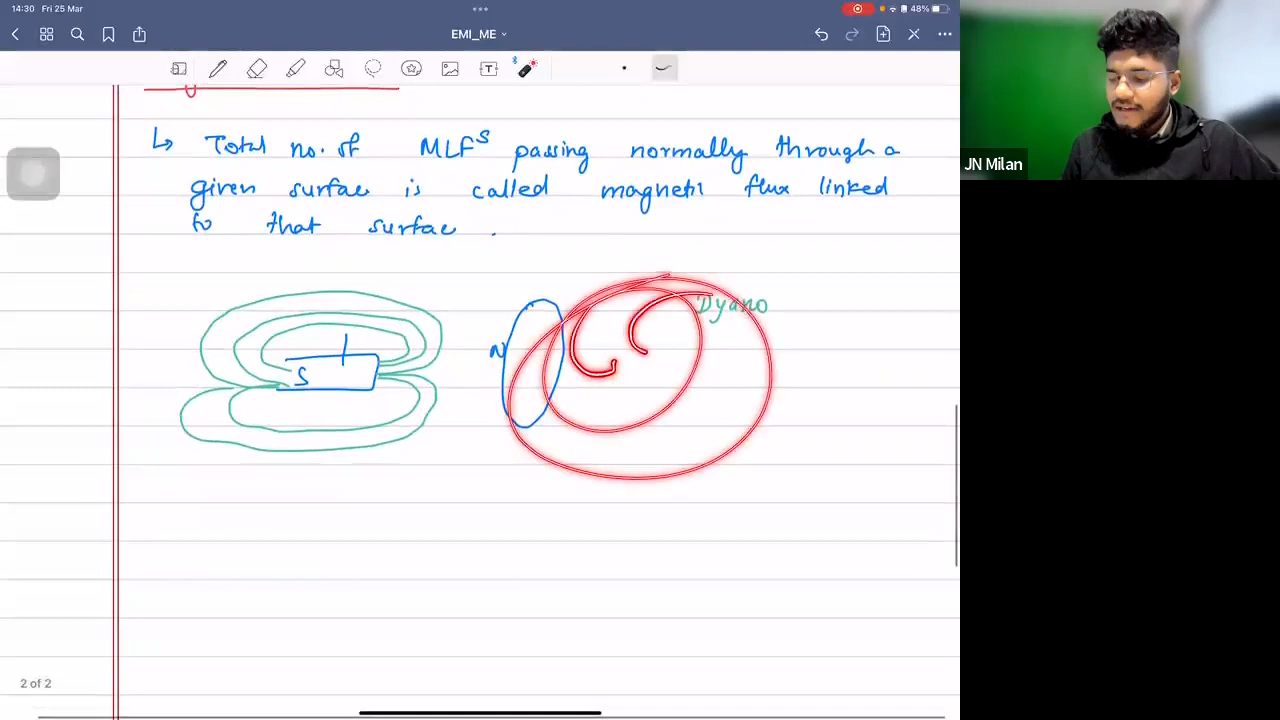 14:30 Fri 25 Mar
48%
EMI_ME
JN Milan
↳ Total no. of MLFˢ passing normally through a
given surface is called magnetic flux linked
to that surface .
Dyano
N
S
2 of 2